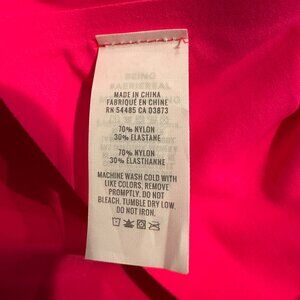 MADE IN CHINA
FABRIQUÉ EN CHINE
RN 54485 CA 03873
70% NYLON
30% ELASTANE
70% NYLON
30% ELASTHANNE
MACHINE WASH COLD WITH
LIKE COLORS, REMOVE
PROMPTLY. DO NOT
BLEACH. TUMBLE DRY LOW.
DO NOT IRON.